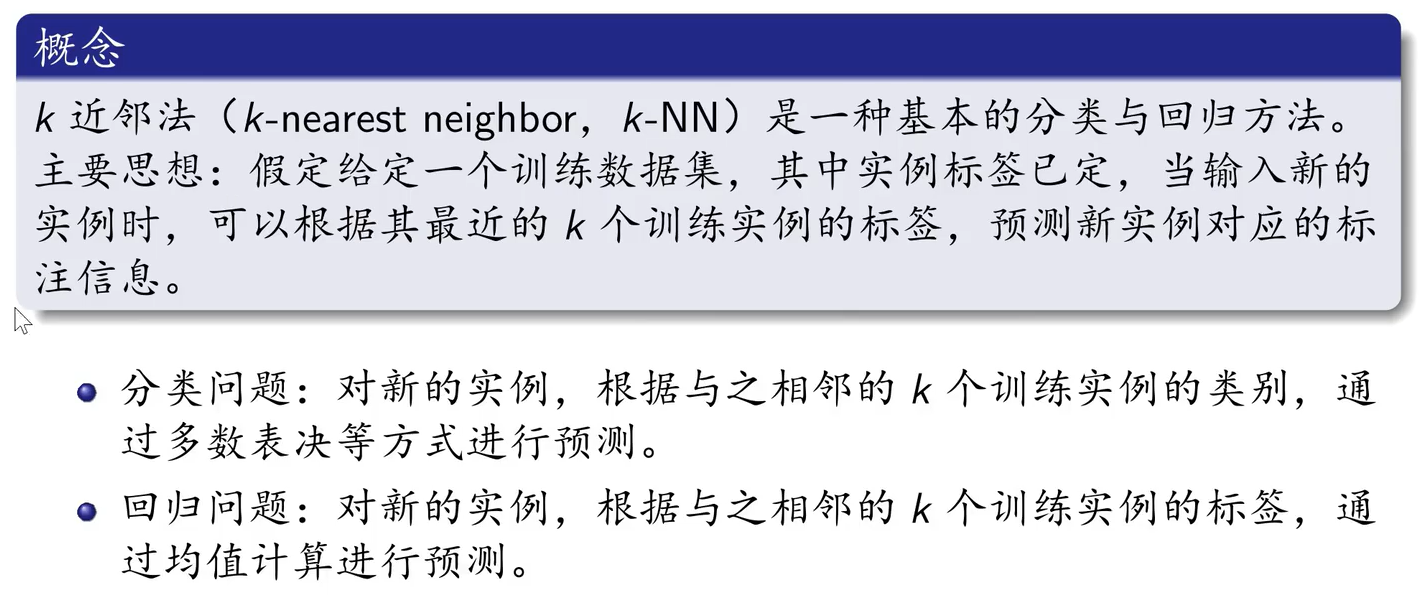 概念
k 近邻法（k-nearest neighbor，k-NN）是一种基本的分类与回归方法。
主要思想：假定给定一个训练数据集，其中实例标签已定，当输入新的
实例时，可以根据其最近的 k 个训练实例的标签，预测新实例对应的标
注信息。
分类问题：对新的实例，根据与之相邻的 k 个训练实例的类别，通
过多数表决等方式进行预测。
回归问题：对新的实例，根据与之相邻的 k 个训练实例的标签，通
过均值计算进行预测。